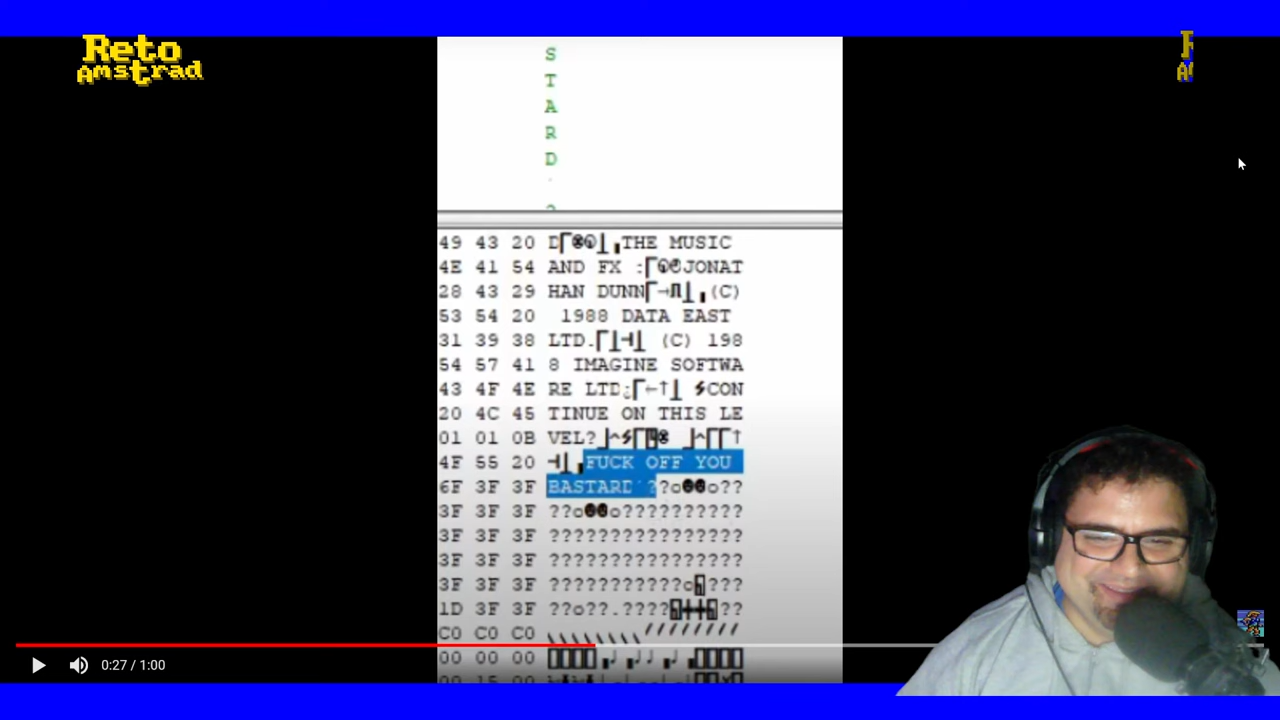 Reto
Amstrad
R
A
S
T
A
R
D
49 43 20 D THE MUSIC
4E 41 54 AND FX : JONAT
28 43 29 HAN DUNN (C)
53 54 20 1988 DATA EAST
31 39 38 LTD. (C) 198
54 57 41 8 IMAGINE SOFTWA
43 4F 4E RE LTD CON
20 4C 45 TINUE ON THIS LE
01 01 0B VEL?
4F 55 20 FUCK OFF YOU
6F 3F 3F BASTARD ??o o??
3F 3F 3F ??o o??????????
3F 3F 3F ????????????????
3F 3F 3F ????????????????
3F 3F 3F ???????????o ???
1D 3F 3F ??o??.???? ??
C0 C0 C0
00 00 00
0:27 / 1:00